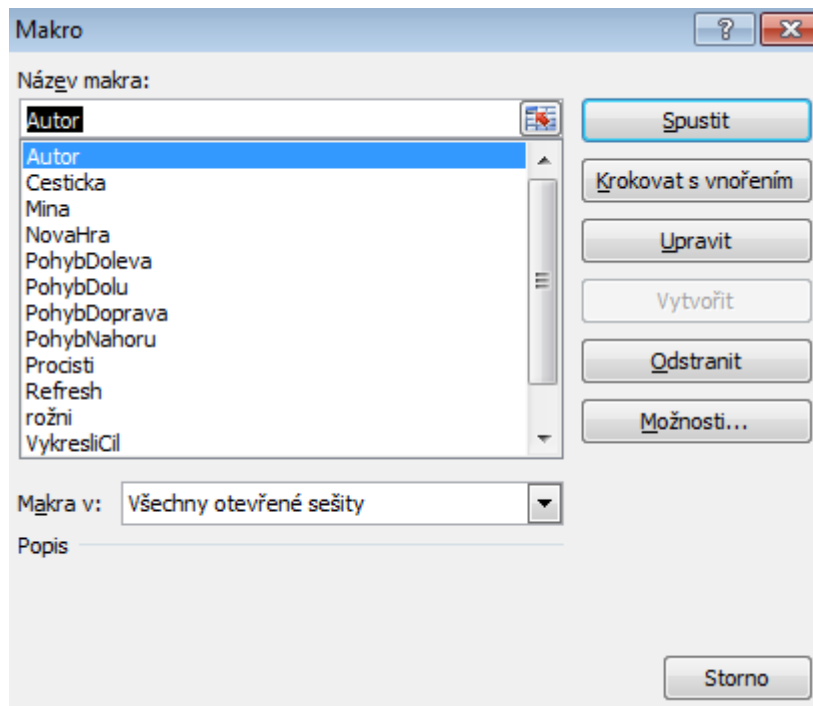 Makro
Název makra:
Autor
Spustit
Autor
Cesticka
Krokovat s vnořením
Mina
NovaHra
Upravit
PohybDoleva
PohybDolu
Vytvořit
PohybDoprava
PohybNahoru
Procisti
Odstranit
Refresh
rožni
Možnosti...
VykresliCil
Makra v: Všechny otevřené sešity
Popis
Storno